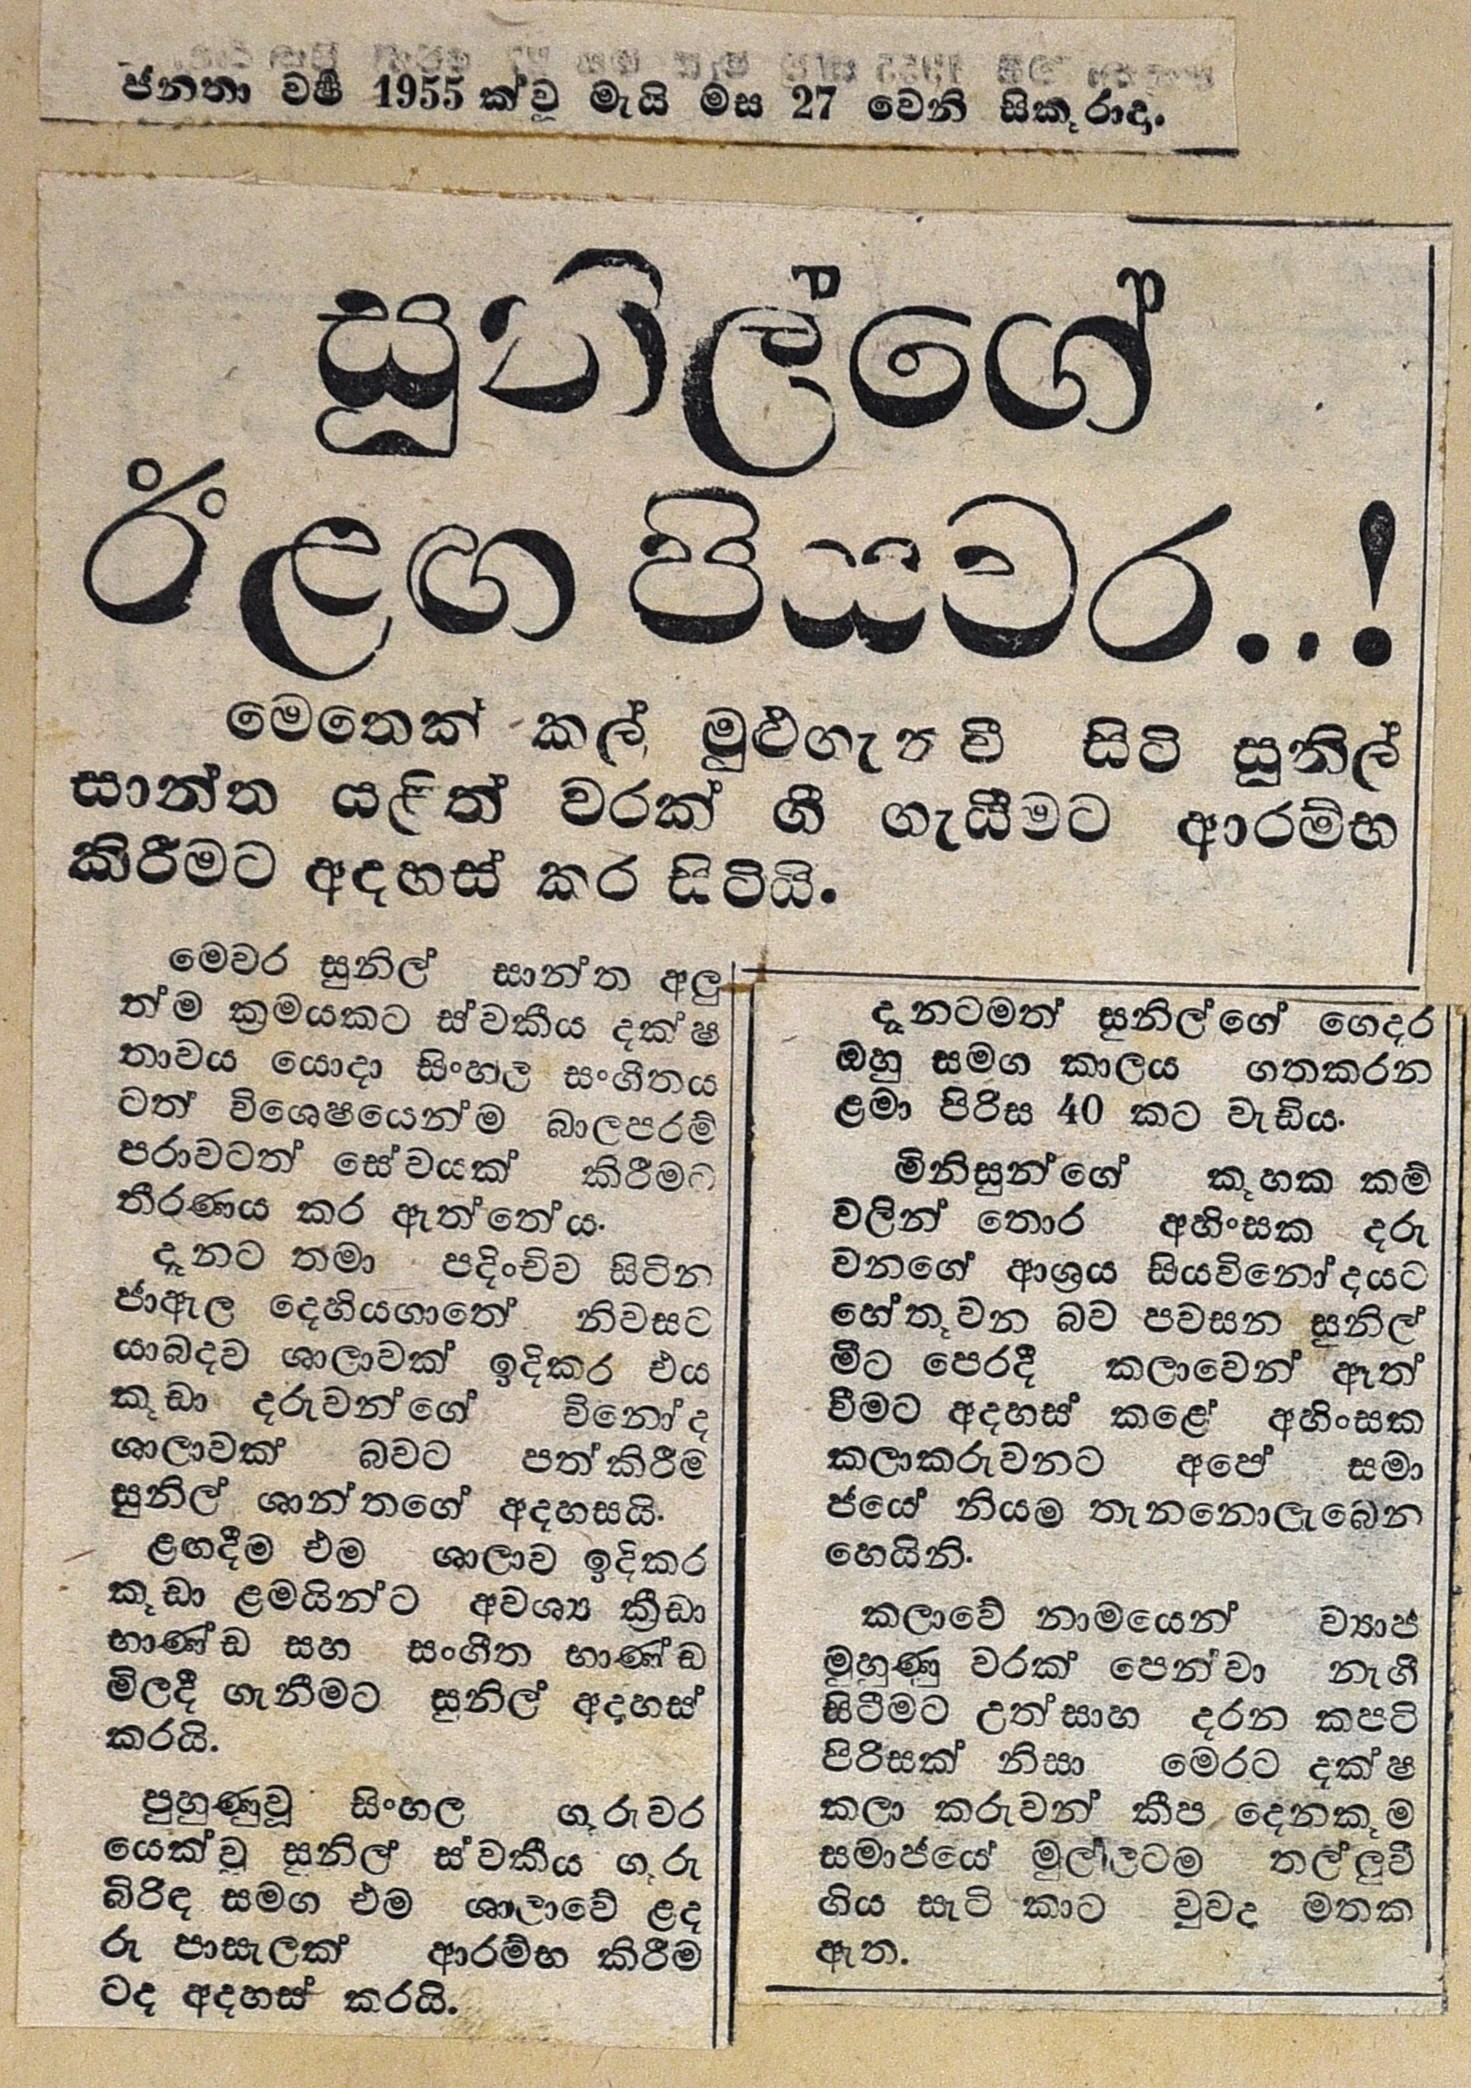 ජනතා වර්‍ෂ 1955 ක්වූ මැයි මස 27 වෙනි සිකුරාදා.
සුනිල්ගේ
ඊළඟ පියවර...!
මෙතෙක් කල් මුළුගැන්වී සිටි සුනිල්
සාන්ත යළිත් වරක් ගී ගැයීමට ආරම්භ
කිරීමට අදහස් කර සිටියි.
මෙවර සුනිල් සාන්ත අලු
ත්ම ක්‍රමයකට ස්වකීය දක්ෂ
තාවය යොදා සිංහල සංගීතය
ටත් විශෙෂයෙන්ම බාලපරම්
පරාවටත් සේවයක් කිරීමට
තීරණය කර ඇත්තේය.
දැනට තමා පදිංචිව සිටින
ජාඇල දෙහියගාතේ නිවසට
යාබදව ශාලාවක් ඉදිකර එය
කුඩා දරුවන්ගේ විනෝද
ශාලාවක් බවට පත්කිරීම
සුනිල් ශාන්තගේ අදහසයි.
ළඟදීම එම ශාලාව ඉදිකර
කුඩා ළමයින්ට අවශ්‍ය ක්‍රීඩා
භාණ්ඩ සහ සංගීත භාණ්ඩ
මිලදී ගැනීමට සුනිල් අදහස්
කරයි.
පුහුණුවූ සිංහල ගුරුවර
යෙක්වූ සුනිල් ස්වකීය ගුරු
බිරිඳ සමග එම ශාලාවේ ළද
රු පාසැලක් ආරම්භ කිරීම
ටද අදහස් කරයි.
දැනටමත් සුනිල්ගේ ගෙදර
ඔහු සමග කාලය ගතකරන
ළමා පිරිස 40 කට වැඩිය.
මිනිසුන්ගේ කුහක කම්
වලින් තොර අහිංසක දරු
වනගේ ආශ්‍රය සියවිනෝදයට
හේතුවන බව පවසන සුනිල්
මීට පෙරදී කලාවෙන් ඈත්
වීමට අදහස් කළේ අහිංසක
කලාකරුවනට අපේ සමා
ජයේ නියම තැනනොලැබෙන
හෙයිනි.
කලාවේ නාමයෙන් ව්‍යාජ
මුහුණු වරක් පෙන්වා නැගී
සිටීමට උත්සාහ දරන කපටි
පිරිසක් නිසා මෙරට දක්ෂ
කලා කරුවන් කීප දෙනකුම
සමාජයේ මුල්ලටම තල්ලුවී
ගිය සැටි කාට වුවද මතක
ඇත.